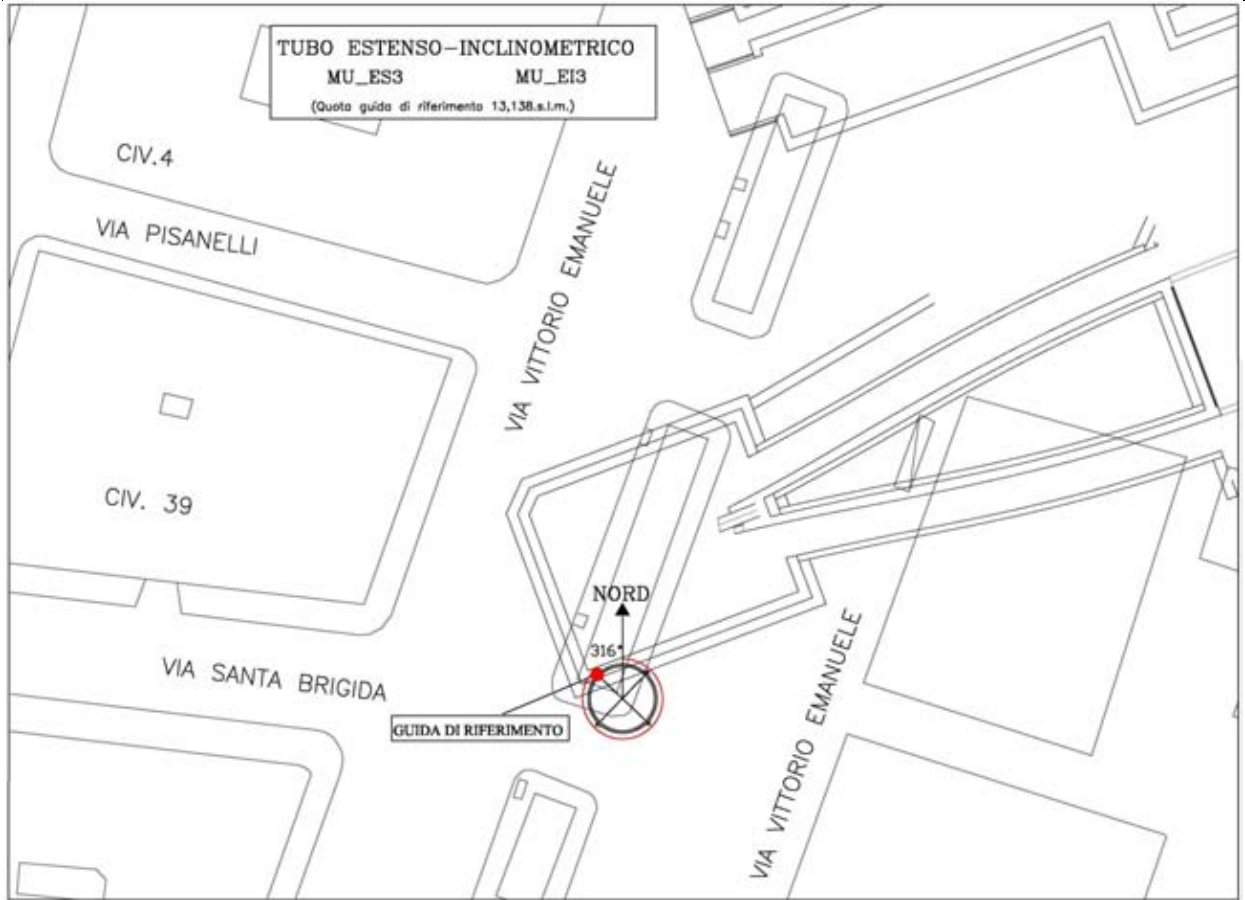 TUBO ESTENSO-INCLINOMETRICO
MU_ES3 MU_EI3
(Quota guida di riferimento 13,138.s.l.m.)
CIV.4
VIA PISANELLI
VIA VITTORIO EMANUELE
CIV. 39
NORD
316°
VIA SANTA BRIGIDA
GUIDA DI RIFERIMENTO
VIA VITTORIO EMANUELE